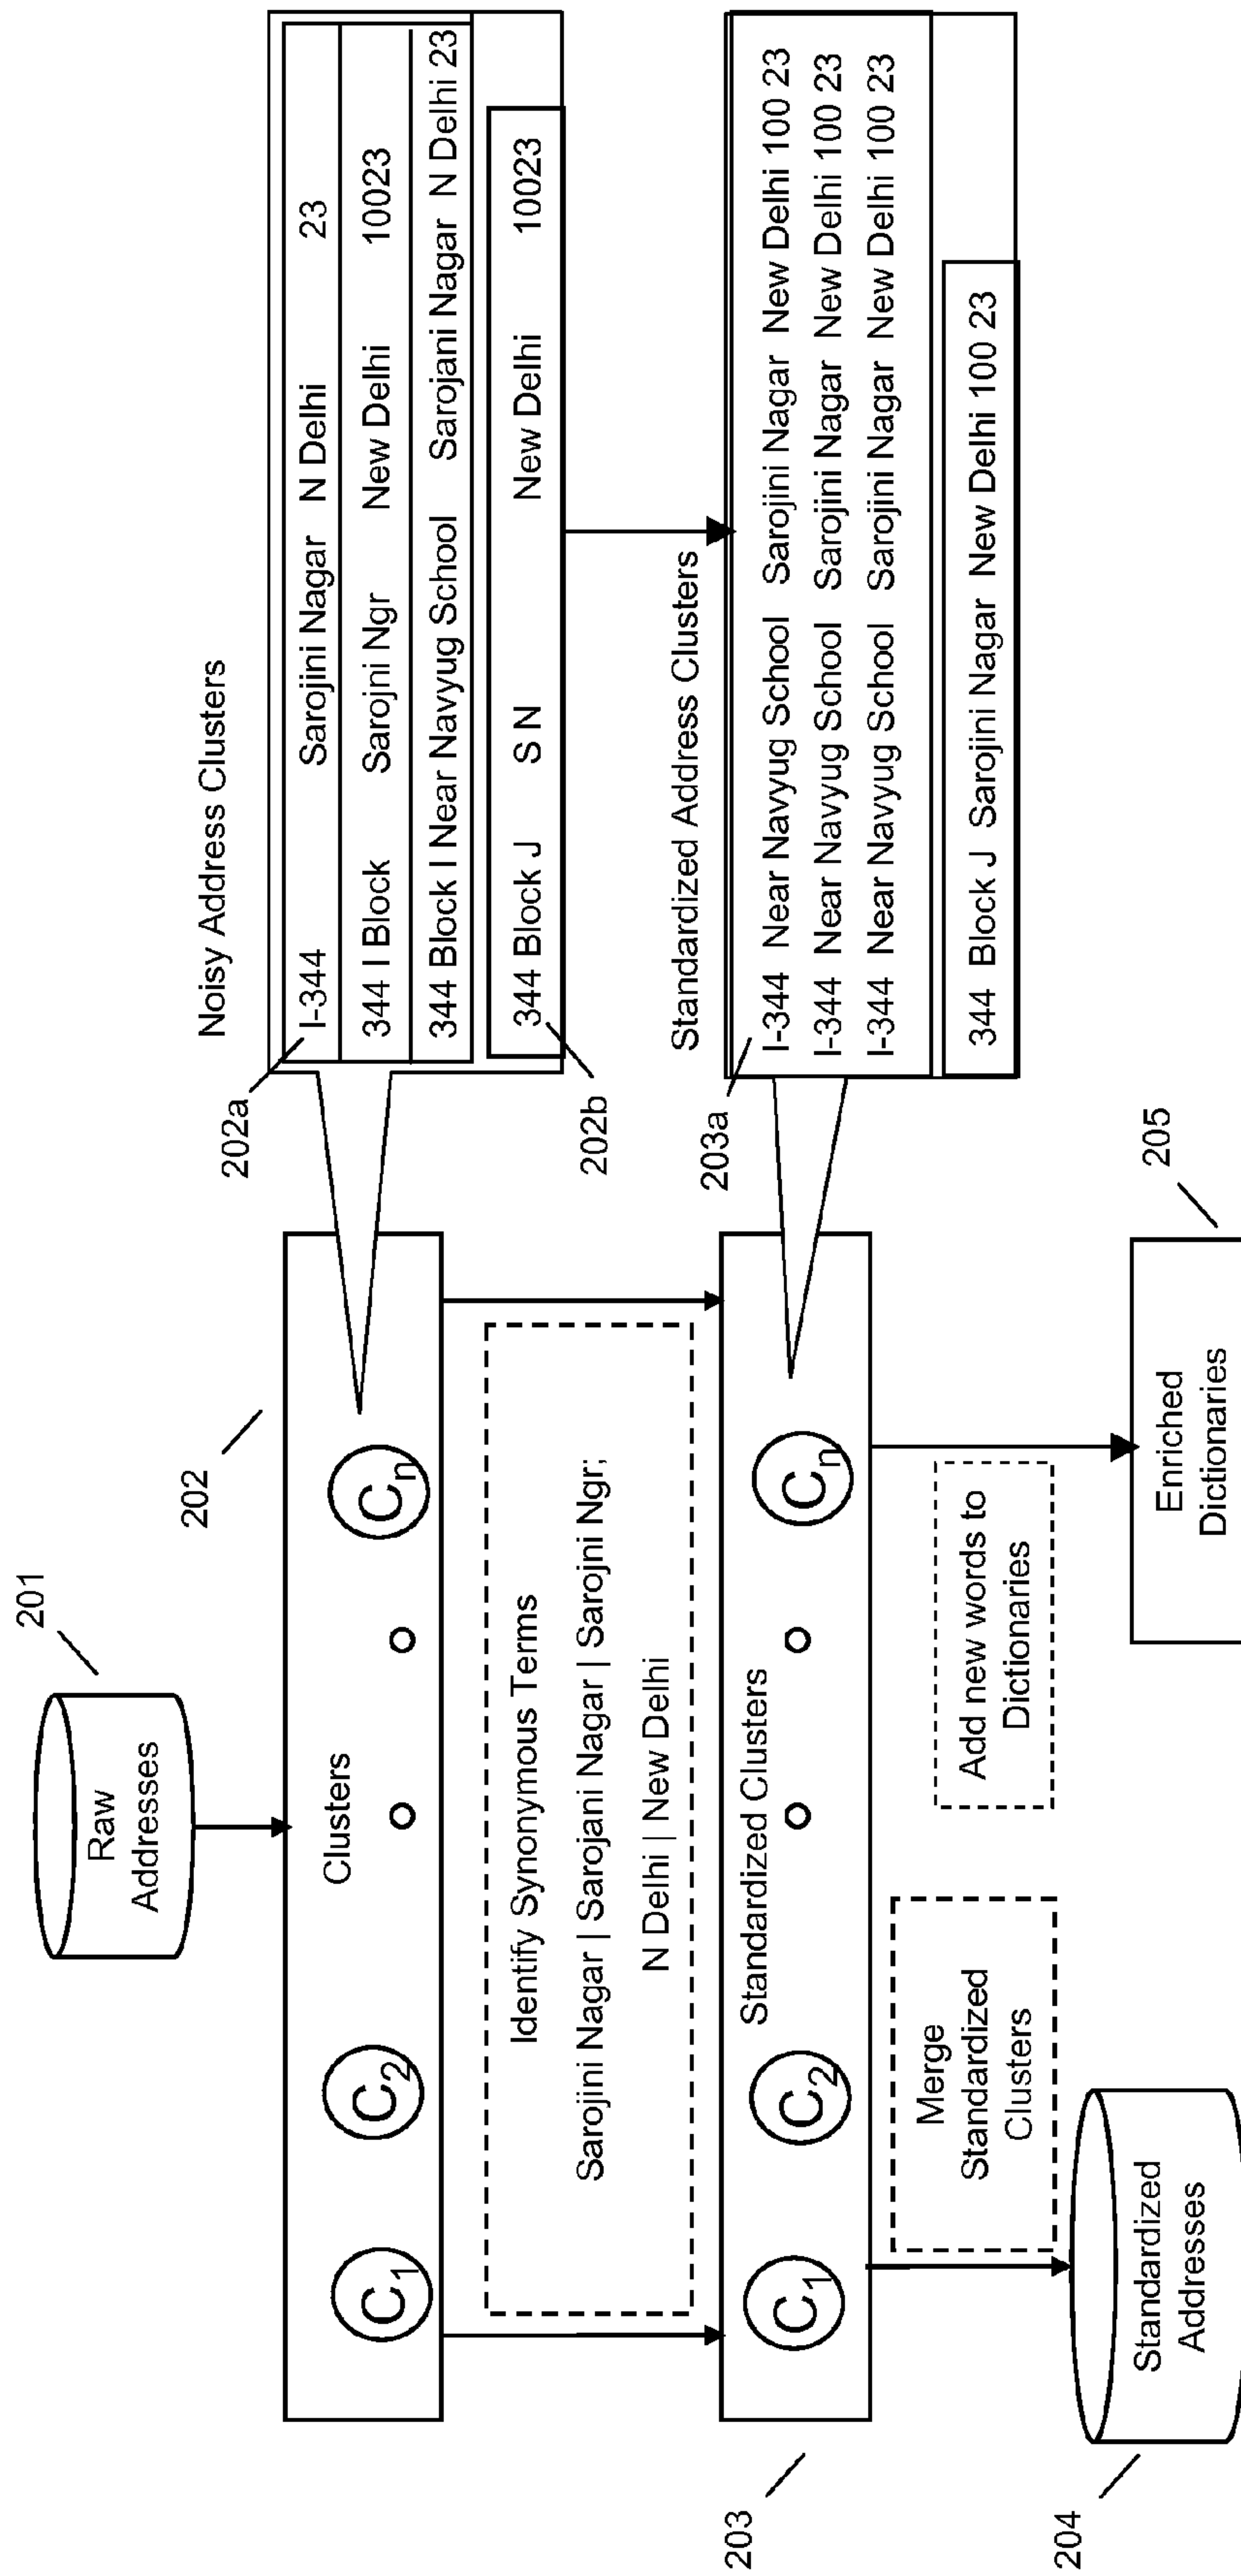 201
Raw
Addresses
202
Clusters
C1
C2
Cn
Noisy Address Clusters
202a
I-344 Sarojini Nagar N Delhi 23
344 I Block Sarojni Ngr New Delhi 10023
344 Block I Near Navyug School Sarojani Nagar N Delhi 23
344 Block J S N New Delhi 10023
202b
Identify Synonymous Terms
Sarojini Nagar | Sarojani Nagar | Sarojni Ngr;
N Delhi | New Delhi
Standardized Clusters
C1
C2
Cn
203
Standardized Address Clusters
203a
I-344 Near Navyug School Sarojini Nagar New Delhi 100 23
I-344 Near Navyug School Sarojini Nagar New Delhi 100 23
I-344 Near Navyug School Sarojini Nagar New Delhi 100 23
344 Block J Sarojini Nagar New Delhi 100 23
Merge
Standardized
Clusters
Add new words to
Dictionaries
204
Standardized
Addresses
205
Enriched
Dictionaries